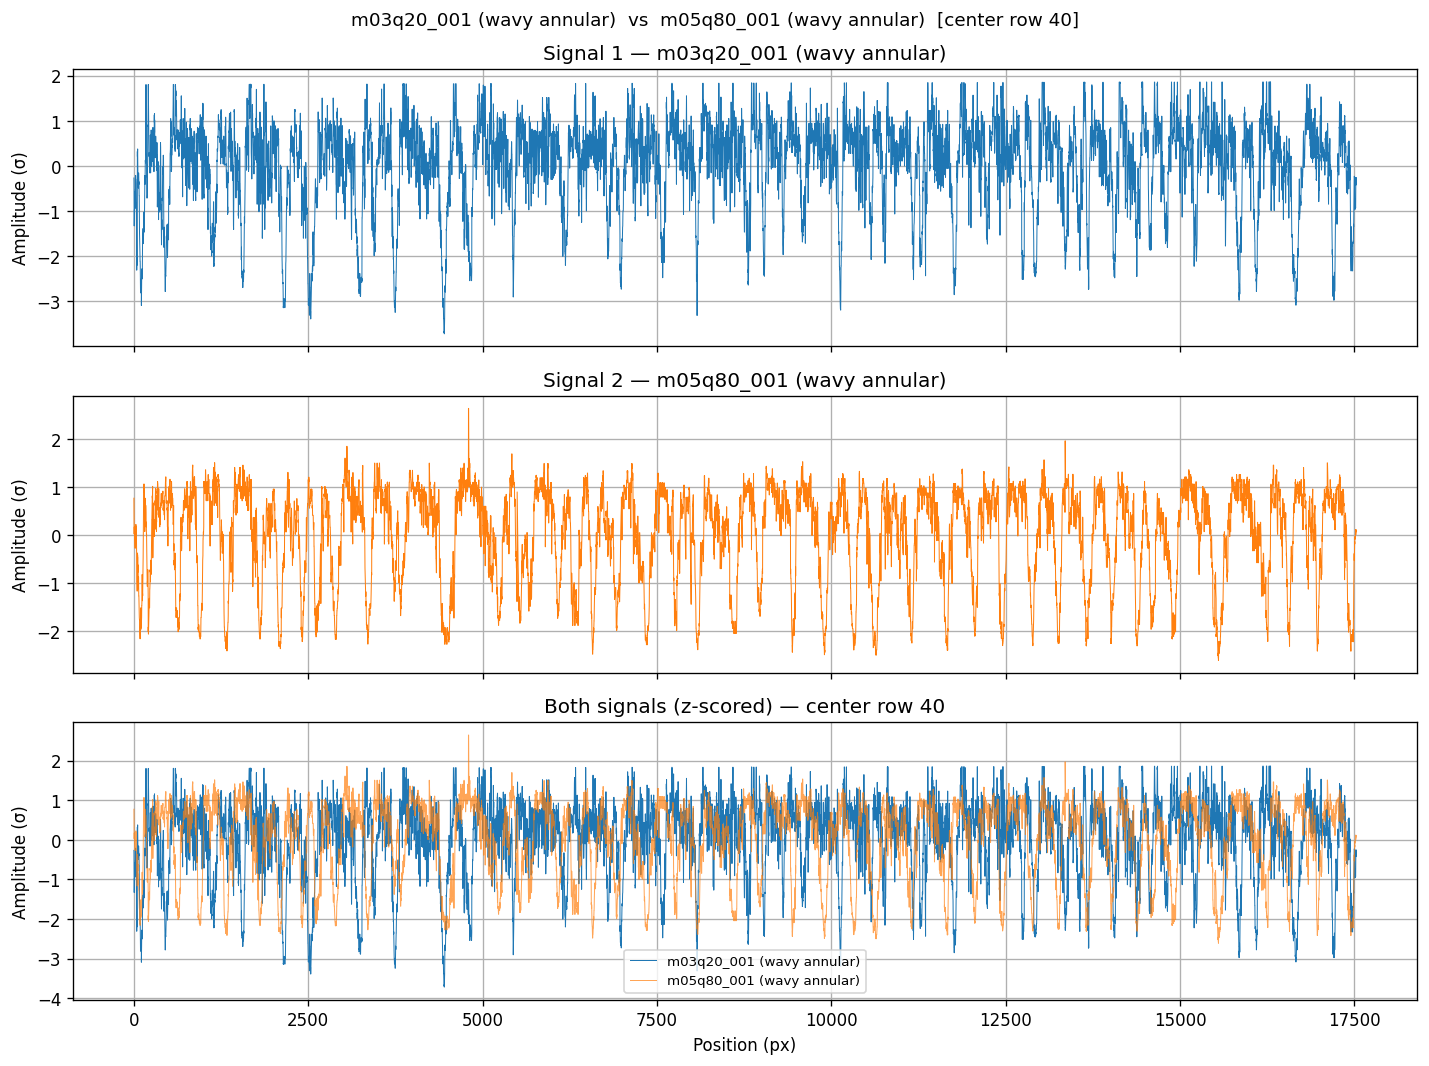 m03q20_001 (wavy annular)  vs  m05q80_001 (wavy annular)  [center row 40]
Signal 1 — m03q20_001 (wavy annular)
2
1
0
−1
−2
−3
Amplitude (σ)
Signal 2 — m05q80_001 (wavy annular)
2
1
0
−1
−2
Amplitude (σ)
Both signals (z-scored) — center row 40
2
1
0
−1
−2
−3
−4
Amplitude (σ)
m03q20_001 (wavy annular)
m05q80_001 (wavy annular)
0 2500 5000 7500 10000 12500 15000 17500
Position (px)